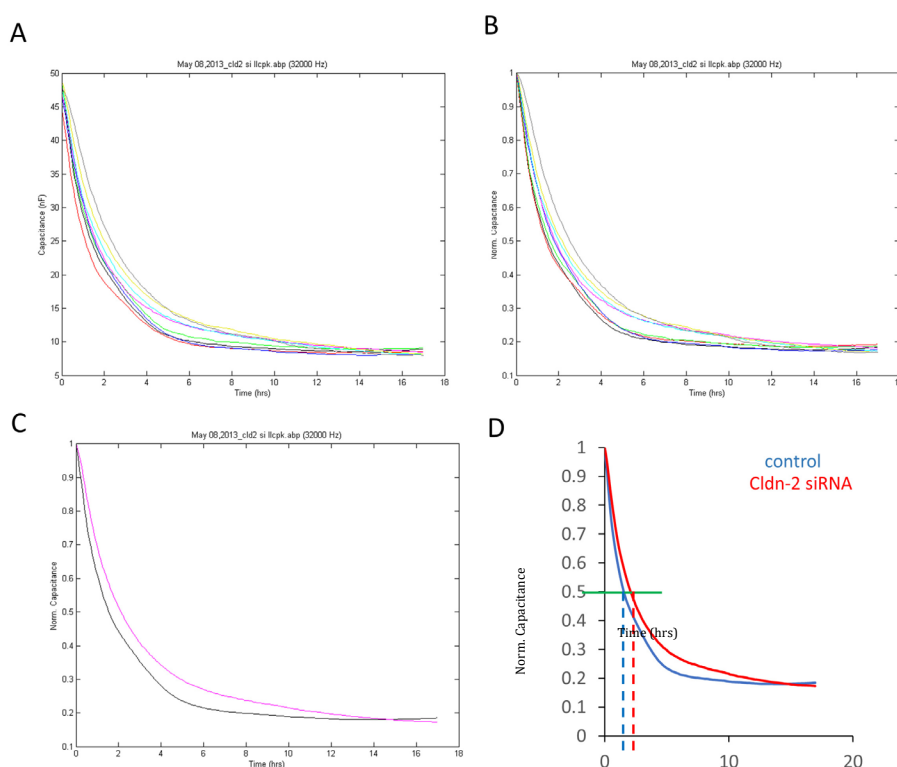 A
May 08,2013_cld2 si llcpk.abp (32000 Hz)
50
45
40
35
30
25
20
15
10
5
Capacitance (nF)
0 2 4 6 8 10 12 14 16 18
Time (hrs)
B
May 08,2013_cld2 si llcpk.abp (32000 Hz)
1
0.9
0.8
0.7
0.6
0.5
0.4
0.3
0.2
0.1
Norm. Capacitance
0 2 4 6 8 10 12 14 16 18
Time (hrs)
C
May 08,2013_cld2 si llcpk.abp (32000 Hz)
1
0.9
0.8
0.7
0.6
0.5
0.4
0.3
0.2
0.1
Norm. Capacitance
0 2 4 6 8 10 12 14 16 18
Time (hrs)
D
control
Cldn-2 siRNA
1
0.9
0.8
0.7
0.6
0.5
0.4
0.3
0.2
0.1
0
Norm. Capacitance
Time (hrs)
0 10 20